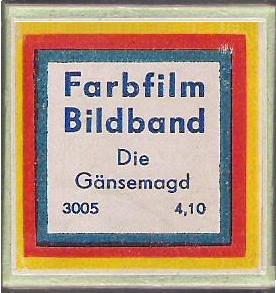 Farbfilm
Bildband
Die
Gänsemagd
3005 4,10